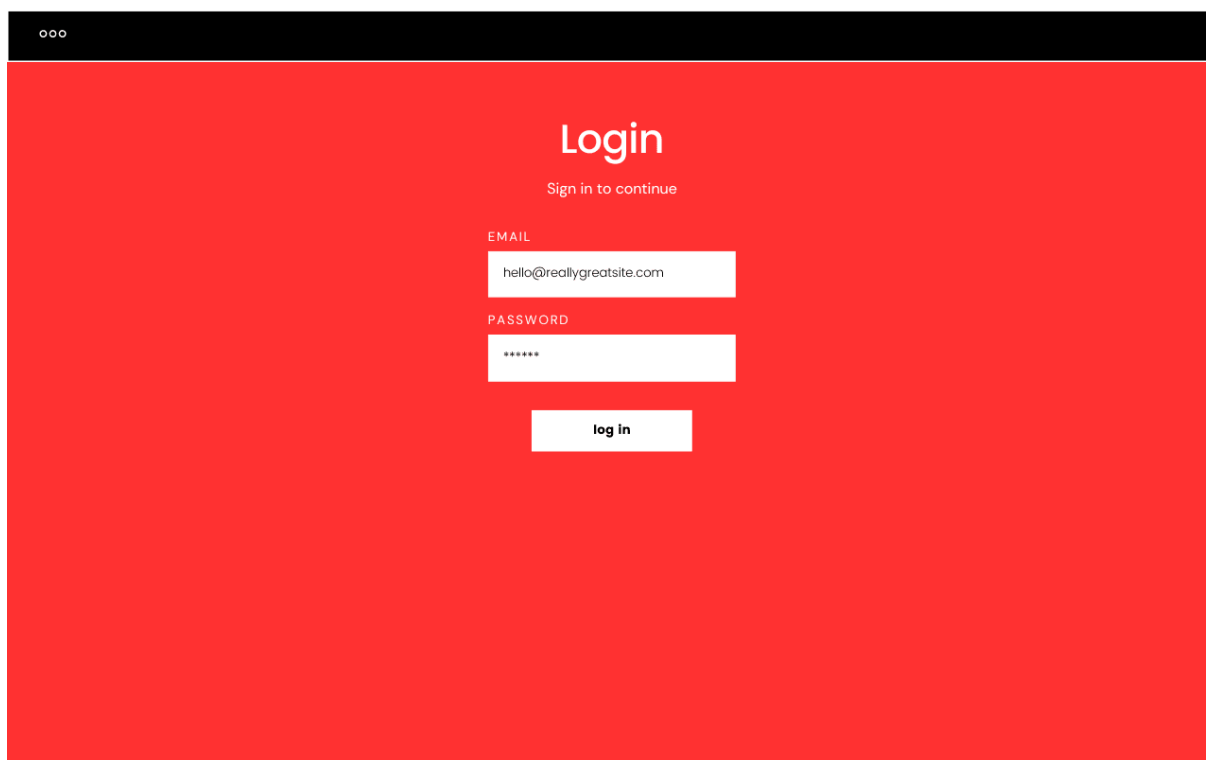 Login
Sign in to continue
EMAIL
hello@reallygreatsite.com
PASSWORD
******
log in